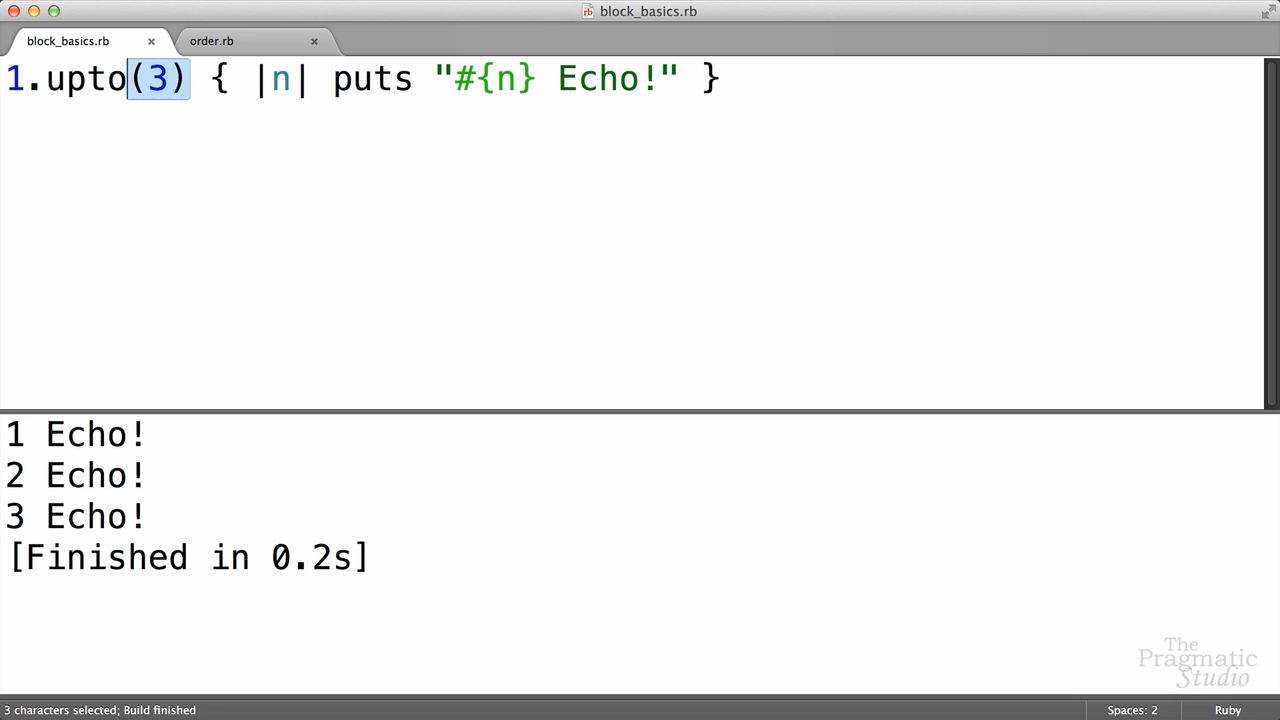 block_basics.rb
block_basics.rb × order.rb ×
1.upto(3) { |n| puts "#{n} Echo!" }
1 Echo!
2 Echo!
3 Echo!
[Finished in 0.2s]
The
Pragmatic
Studio
3 characters selected; Build finished Spaces: 2 Ruby